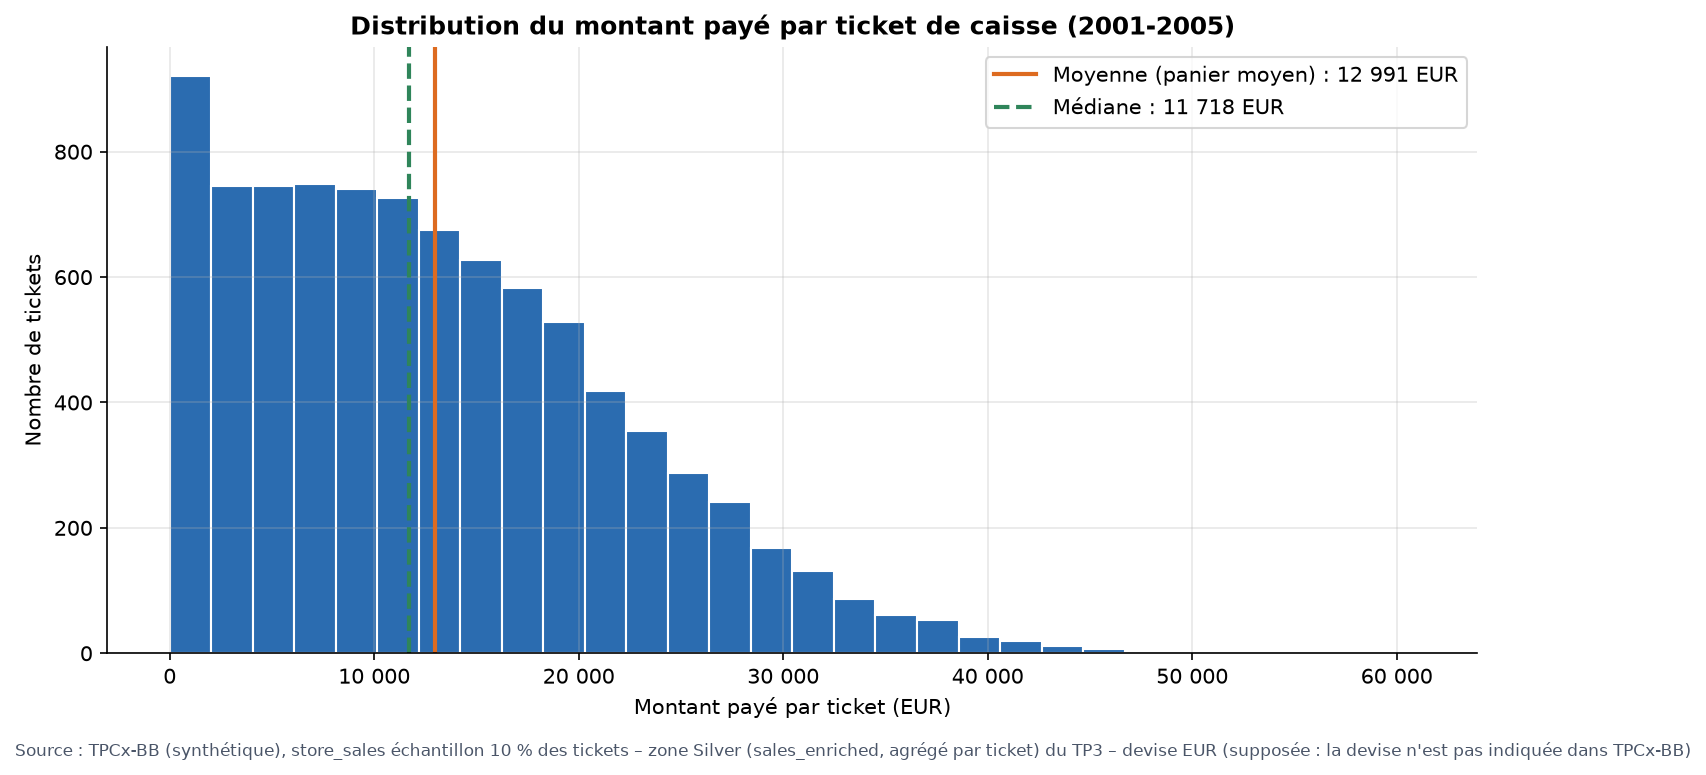 Distribution du montant payé par ticket de caisse (2001-2005)
Moyenne (panier moyen) : 12 991 EUR
Médiane : 11 718 EUR
Nombre de tickets
800
600
400
200
0
0
10 000
20 000
30 000
40 000
50 000
60 000
Montant payé par ticket (EUR)
Source : TPCx-BB (synthétique), store_sales échantillon 10 % des tickets – zone Silver (sales_enriched, agrégé par ticket) du TP3 – devise EUR (supposée : la devise n'est pas indiquée dans TPCx-BB)